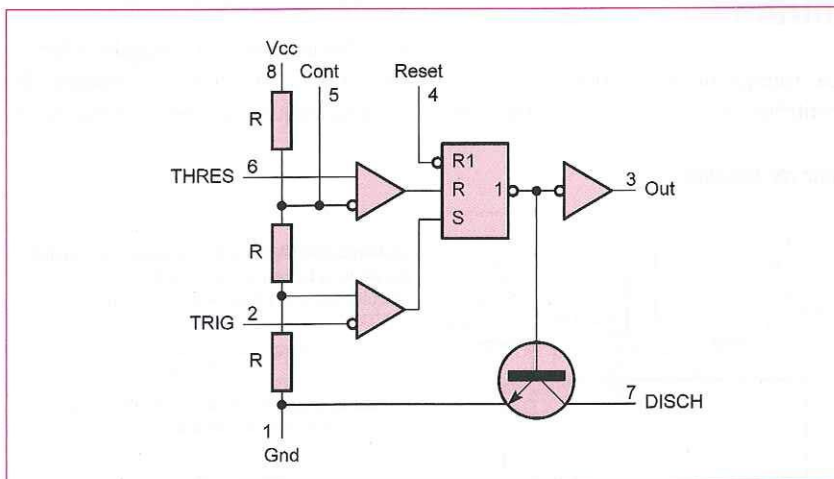 Vcc
8
Cont
5
Reset
4
R
THRES
6
R1
R
1
S
3
Out
R
TRIG
2
R
7
DISCH
1
Gnd